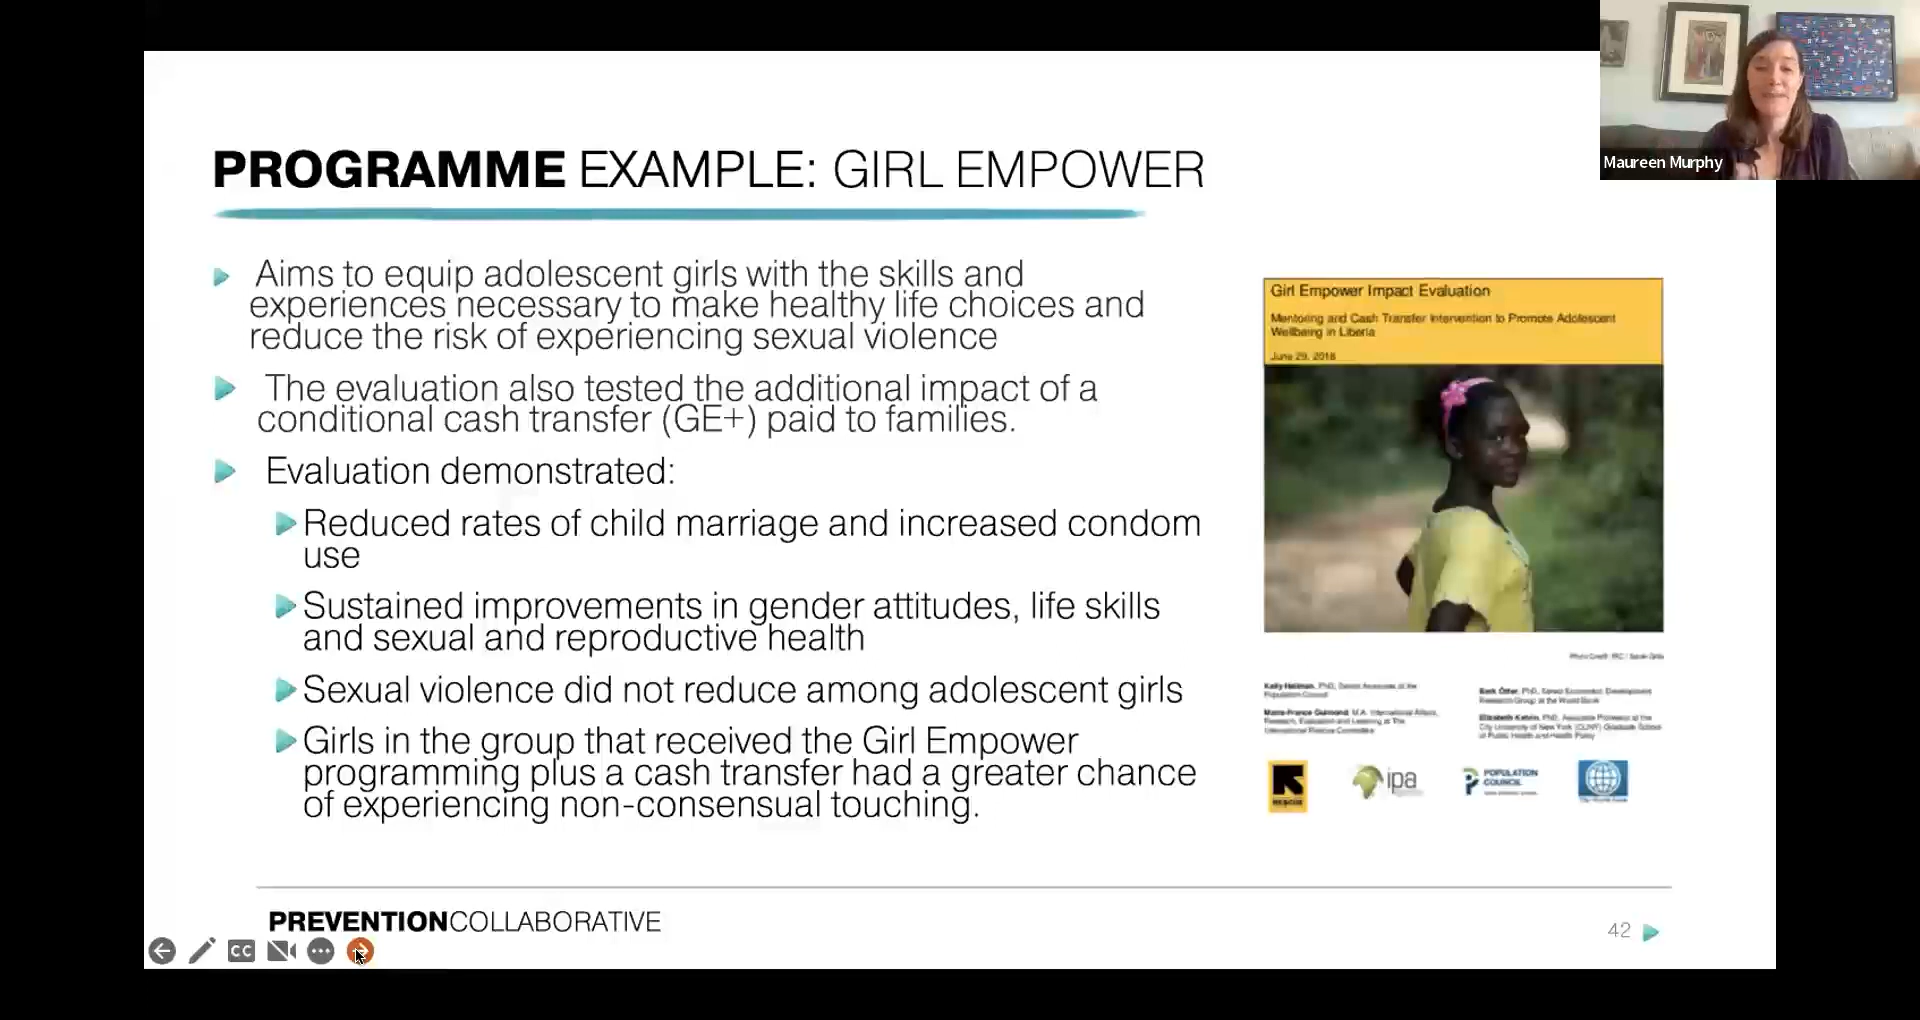 Maureen Murphy
PROGRAMME EXAMPLE: GIRL EMPOWER
Aims to equip adolescent girls with the skills and
experiences necessary to make healthy life choices and
reduce the risk of experiencing sexual violence
The evaluation also tested the additional impact of a
conditional cash transfer (GE+) paid to families.
Evaluation demonstrated:
Reduced rates of child marriage and increased condom
use
Sustained improvements in gender attitudes, life skills
and sexual and reproductive health
Sexual violence did not reduce among adolescent girls
Girls in the group that received the Girl Empower
programming plus a cash transfer had a greater chance
of experiencing non-consensual touching.
Girl Empower Impact Evaluation
Mentoring and Cash Transfer Intervention to Promote Adolescent
Wellbeing in Liberia
RESCUE
ipa
POPULATION
COUNCIL
PREVENTIONCOLLABORATIVE
42
CC